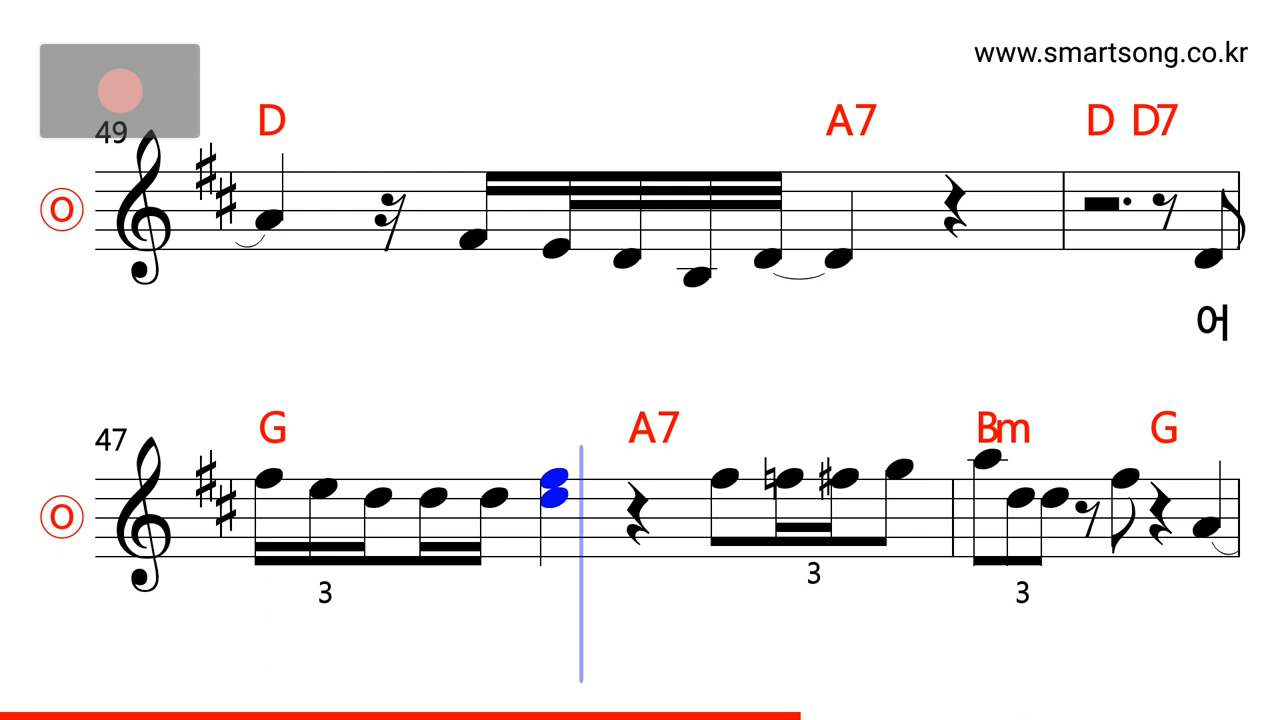 www.smartsong.co.kr
49
D A7 D D7
O
어
47
G A7 Bm G
O
3 3 3